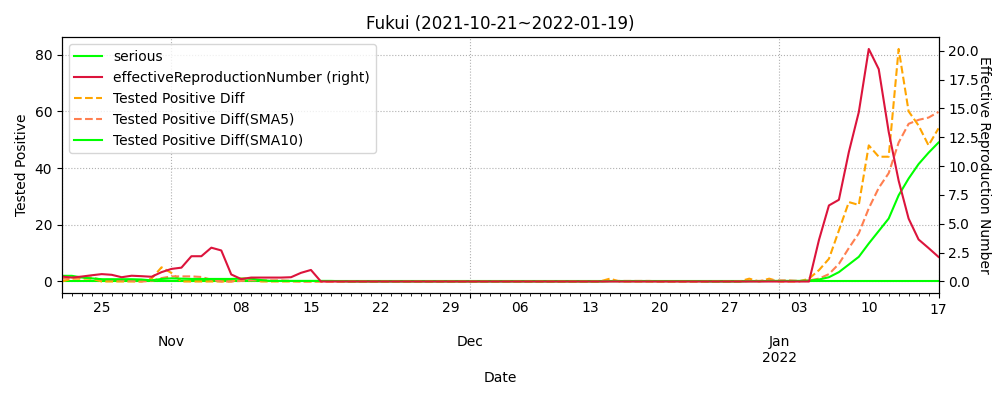 Fukui (2021-10-21~2022-01-19)
serious
effectiveReproductionNumber (right)
Tested Positive Diff
Tested Positive Diff(SMA5)
Tested Positive Diff(SMA10)
Tested Positive
80
60
40
20
0
Effective Reproduction Number
20.0
17.5
15.0
12.5
10.0
7.5
5.0
2.5
0.0
25 08 15 22 29 06 13 20 27 03 10 17
Nov Dec Jan
2022
Date